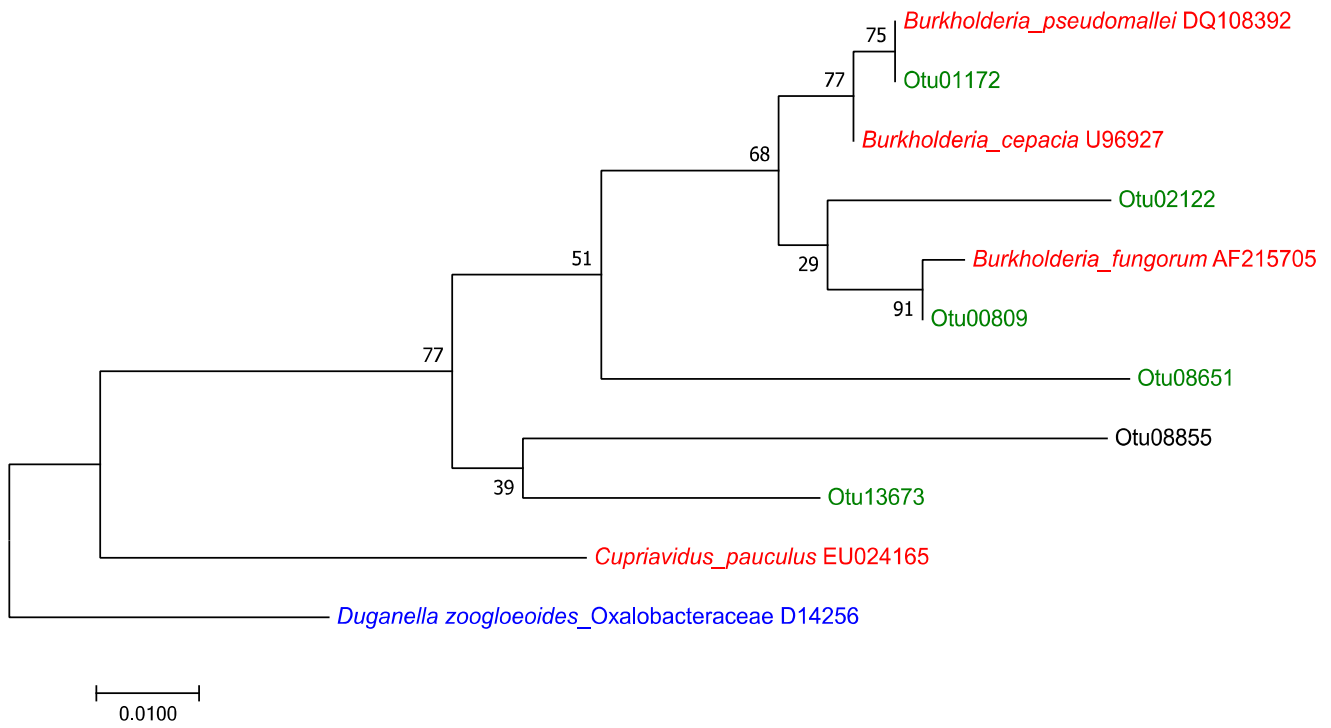 Burkholderia_pseudomallei DQ108392
75
Otu01172
77
Burkholderia_cepacia U96927
68
Otu02122
51
Burkholderia_fungorum AF215705
29
91
Otu00809
77
Otu08651
Otu08855
39
Otu13673
Cupriavidus_pauculus EU024165
Duganella zoogloeoides_Oxalobacteraceae D14256
0.0100